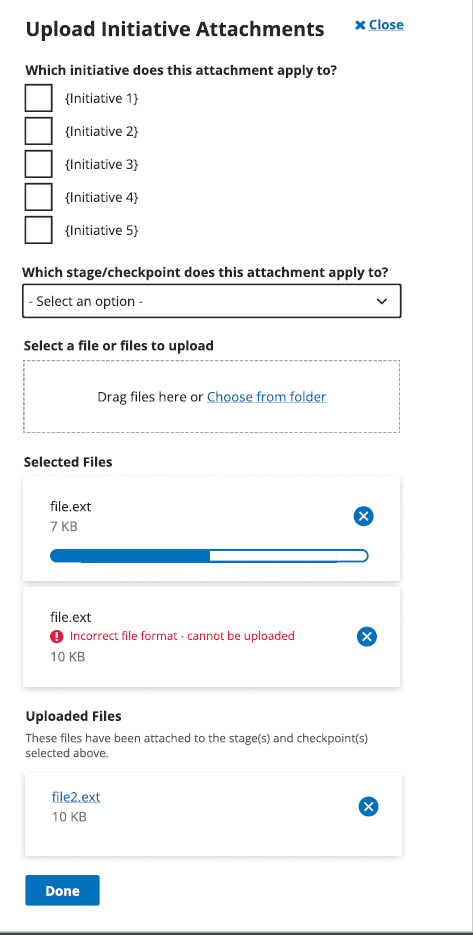 Upload Initiative Attachments
Close
Which initiative does this attachment apply to?
{Initiative 1}
{Initiative 2}
{Initiative 3}
{Initiative 4}
{Initiative 5}
Which stage/checkpoint does this attachment apply to?
- Select an option -
Select a file or files to upload
Drag files here or Choose from folder
Selected Files
file.ext
7 KB
file.ext
Incorrect file format - cannot be uploaded
10 KB
Uploaded Files
These files have been attached to the stage(s) and checkpoint(s)
selected above.
file2.ext
10 KB
Done